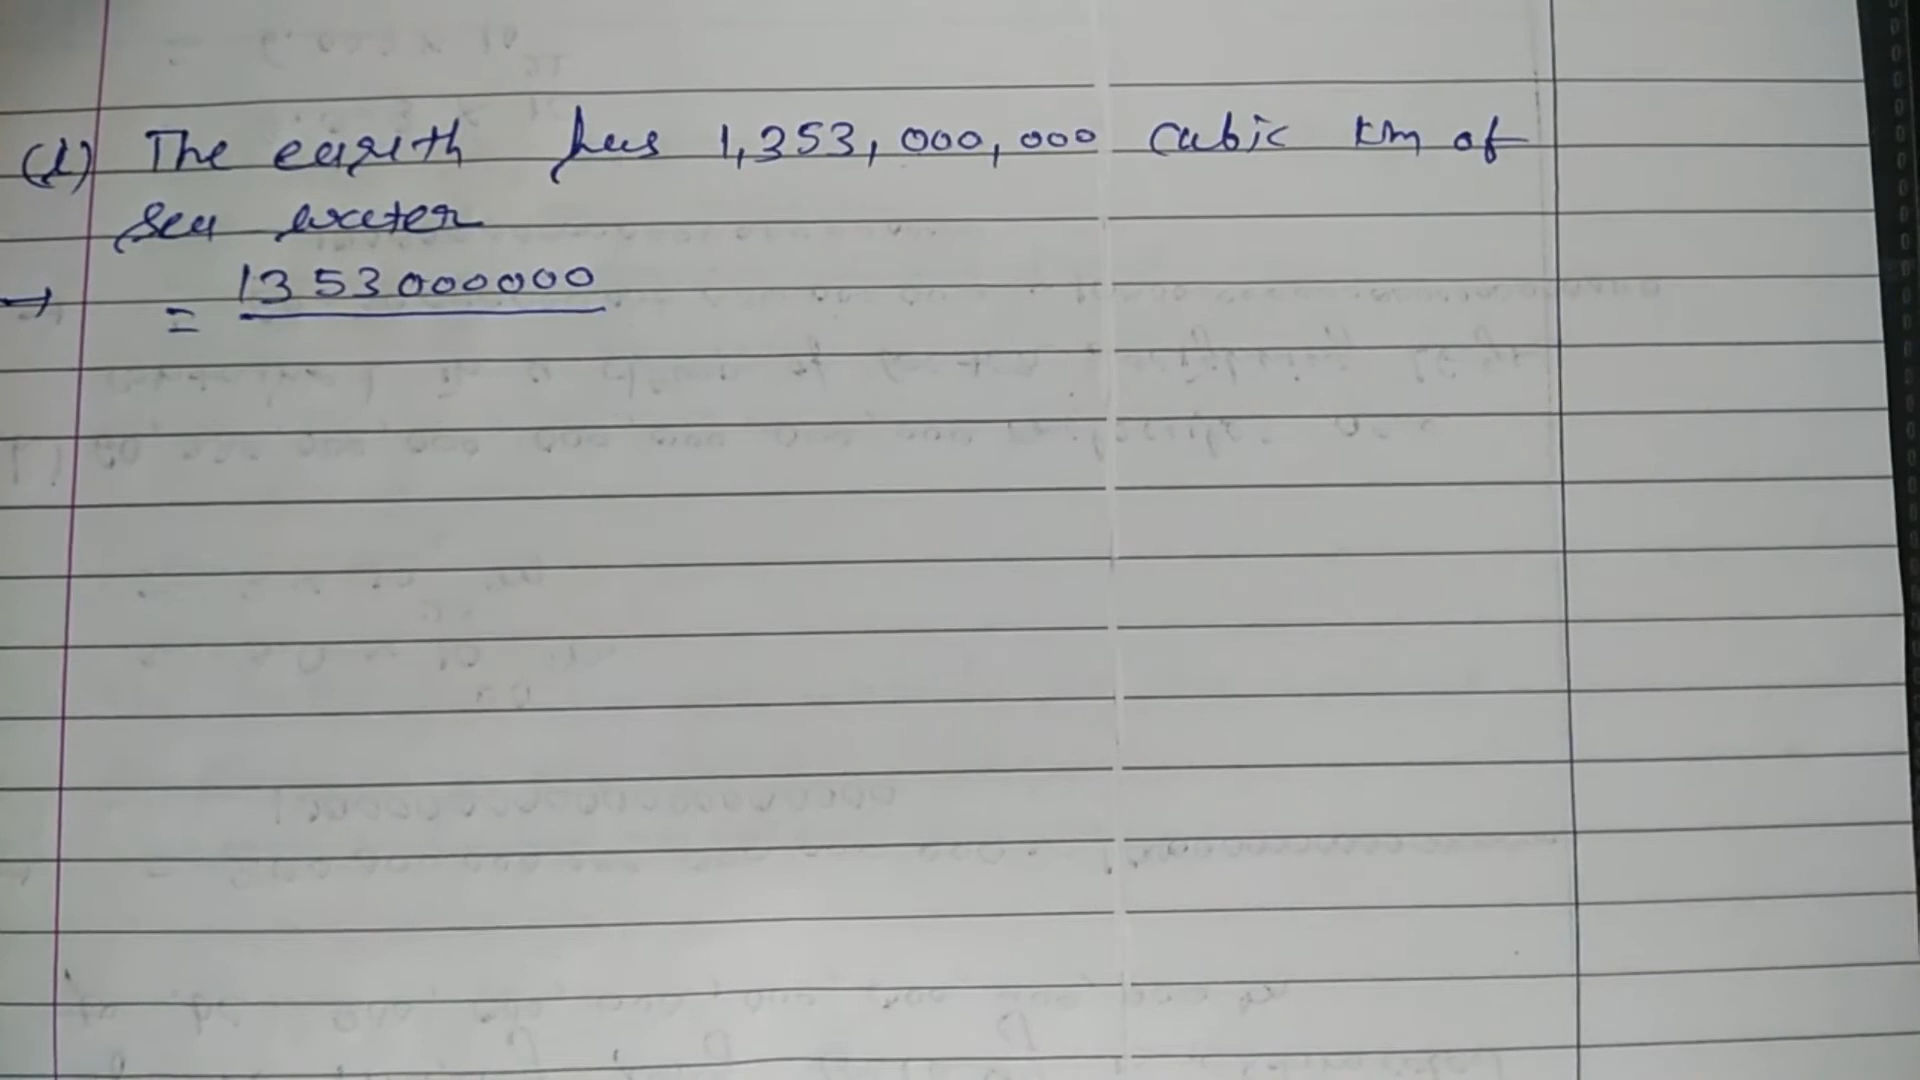 (d) The earth has 1,353,000,000 cubic km of
sea water
→ = 1353000000